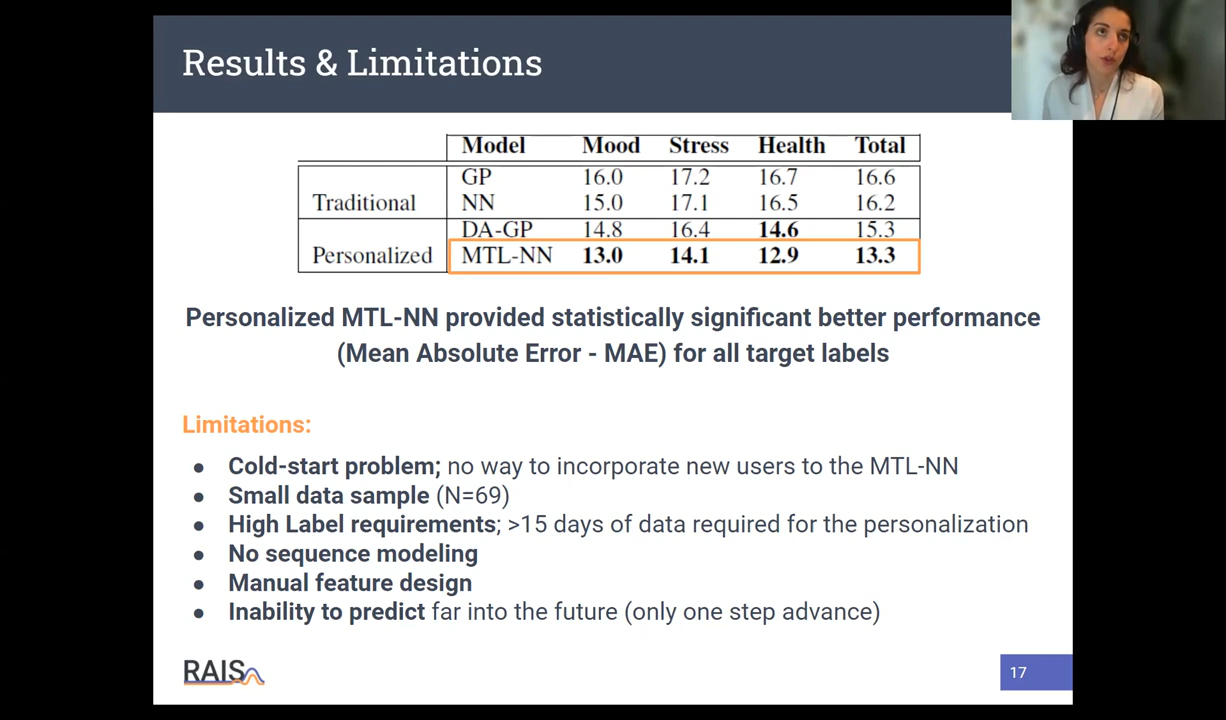 Results & Limitations
Model Mood Stress Health Total
Traditional
GP 16.0 17.2 16.7 16.6
NN 15.0 17.1 16.5 16.2
Personalized
DA-GP 14.8 16.4 14.6 15.3
MTL-NN 13.0 14.1 12.9 13.3
Personalized MTL-NN provided statistically significant better performance
(Mean Absolute Error - MAE) for all target labels
Limitations:
● Cold-start problem; no way to incorporate new users to the MTL-NN
● Small data sample (N=69)
● High Label requirements; >15 days of data required for the personalization
● No sequence modeling
● Manual feature design
● Inability to predict far into the future (only one step advance)
RAIS
17